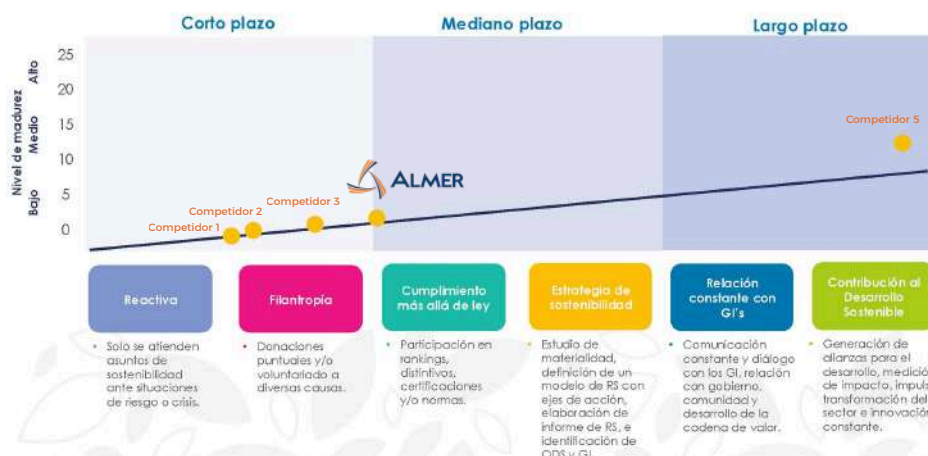 Corto plazo
Mediano plazo
Largo plazo
Nivel de madurez
Alto
Medio
Bajo
25
20
15
10
5
0
Competidor 1
Competidor 2
Competidor 3
ALMER
Competidor 5
Reactiva
• Solo se atienden
asuntos de
sostenibilidad
ante situaciones
de riesgo o crisis.
Filantropía
• Donaciones
puntuales y/o
voluntariado a
diversas causas.
Cumplimiento
más allá de ley
• Participación en
rankings,
distintivos,
certificaciones
y/o normas.
Estrategia de
sostenibilidad
• Estudio de
materialidad,
definición de un
modelo de RS con
ejes de acción,
elaboración de
informe de RS, e
identificación de
ODS y GI
Relación
constante con
GI's
• Comunicación
constante y diálogo
con los GI, relación
con gobierno,
comunidad y
desarrollo de la
cadena de valor.
Contribución al
Desarrollo
Sostenible
• Generación de
alianzas para el
desarrollo, medición
de impacto, impuls
transformación del
sector e innovación
constante.